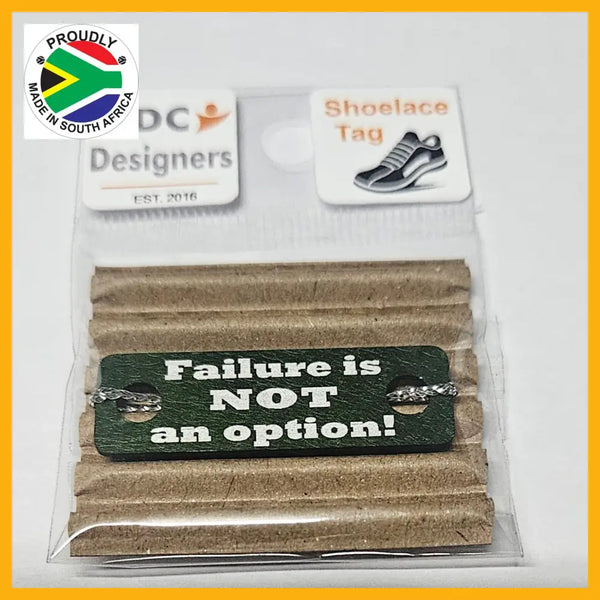 PROUDLY
MADE IN SOUTH AFRICA
DC
Designers
EST. 2016
Shoelace
Tag
Failure is
NOT
an option!